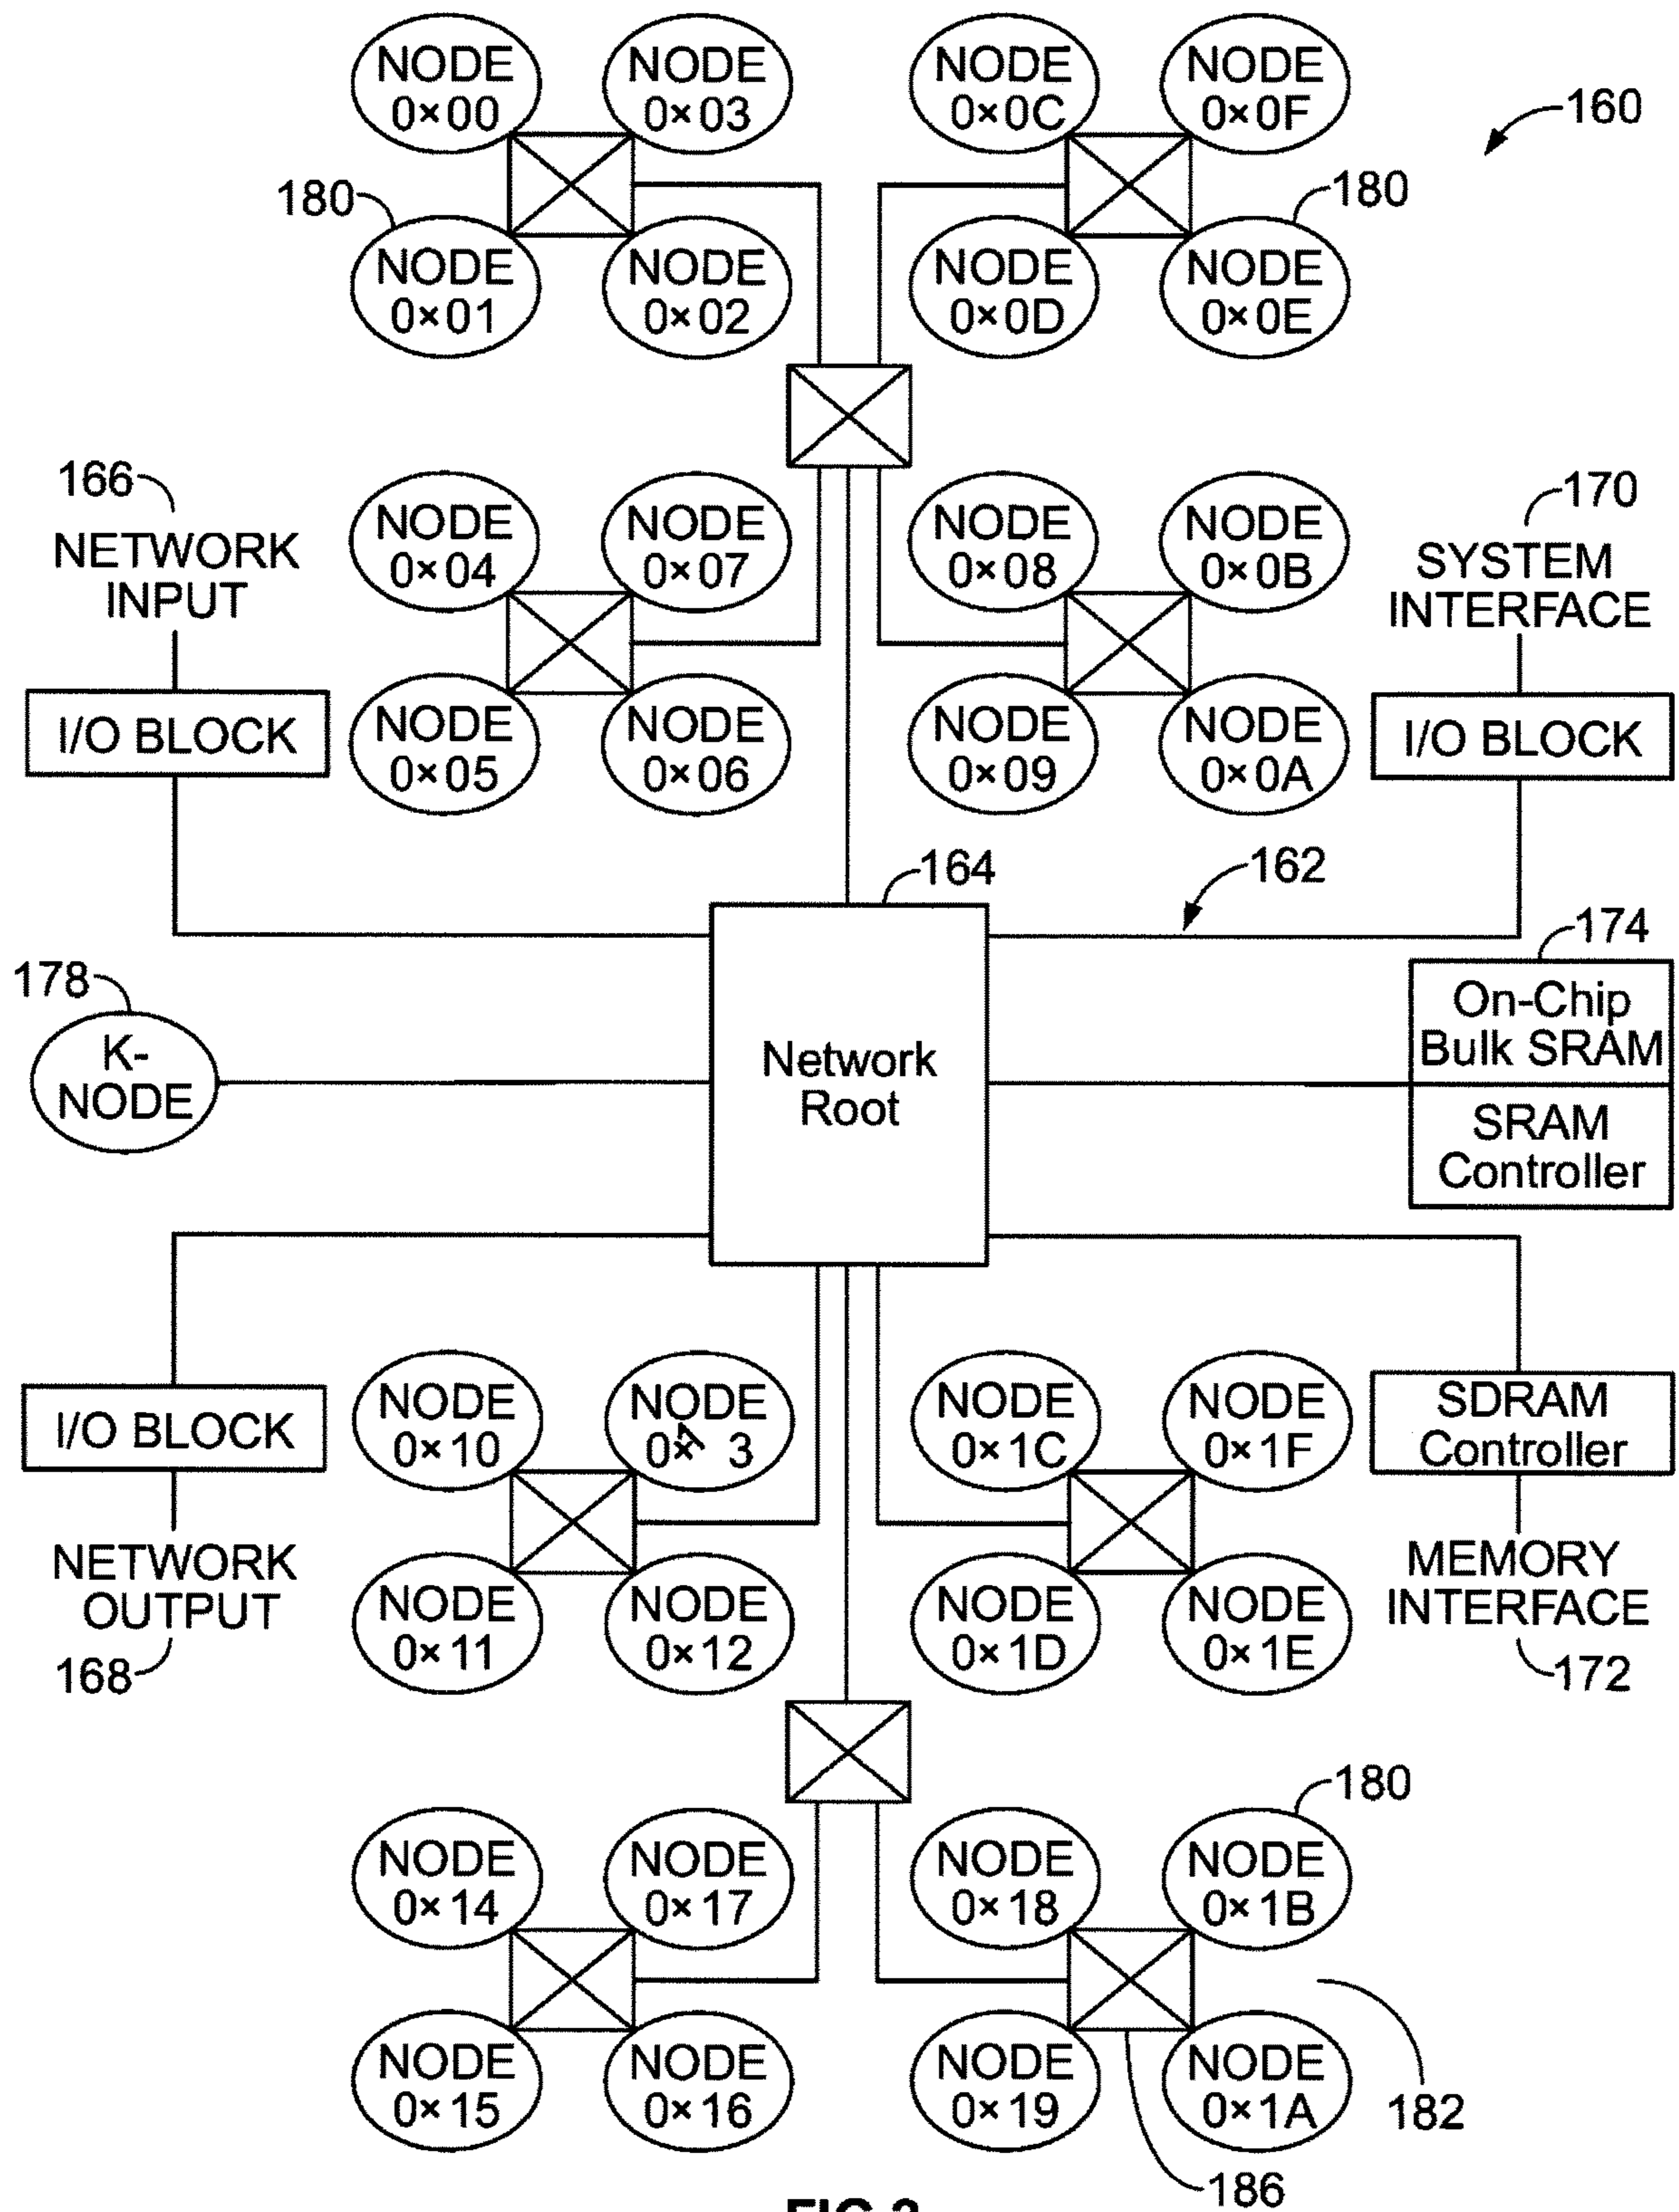 NODE
0×00
NODE
0×03
NODE
0×0C
NODE
0×0F
160
180
NODE
0×01
NODE
0×02
NODE
0×0D
NODE
0×0E
180
166
NETWORK
INPUT
I/O BLOCK
NODE
0×04
NODE
0×07
NODE
0×08
NODE
0×0B
170
SYSTEM
INTERFACE
I/O BLOCK
NODE
0×05
NODE
0×06
NODE
0×09
NODE
0×0A
164
162
174
178
K-
NODE
Network
Root
On-Chip
Bulk SRAM
SRAM
Controller
I/O BLOCK
NETWORK
OUTPUT
168
NODE
0×10
NODE
NODE
0×1C
NODE
0×1F
SDRAM
Controller
MEMORY
INTERFACE
172
NODE
0×11
NODE
0×12
NODE
0×1D
NODE
0×1E
180
NODE
0×14
NODE
0×17
NODE
0×18
NODE
0×1B
NODE
0×15
NODE
0×16
NODE
0×19
NODE
0×1A
182
186